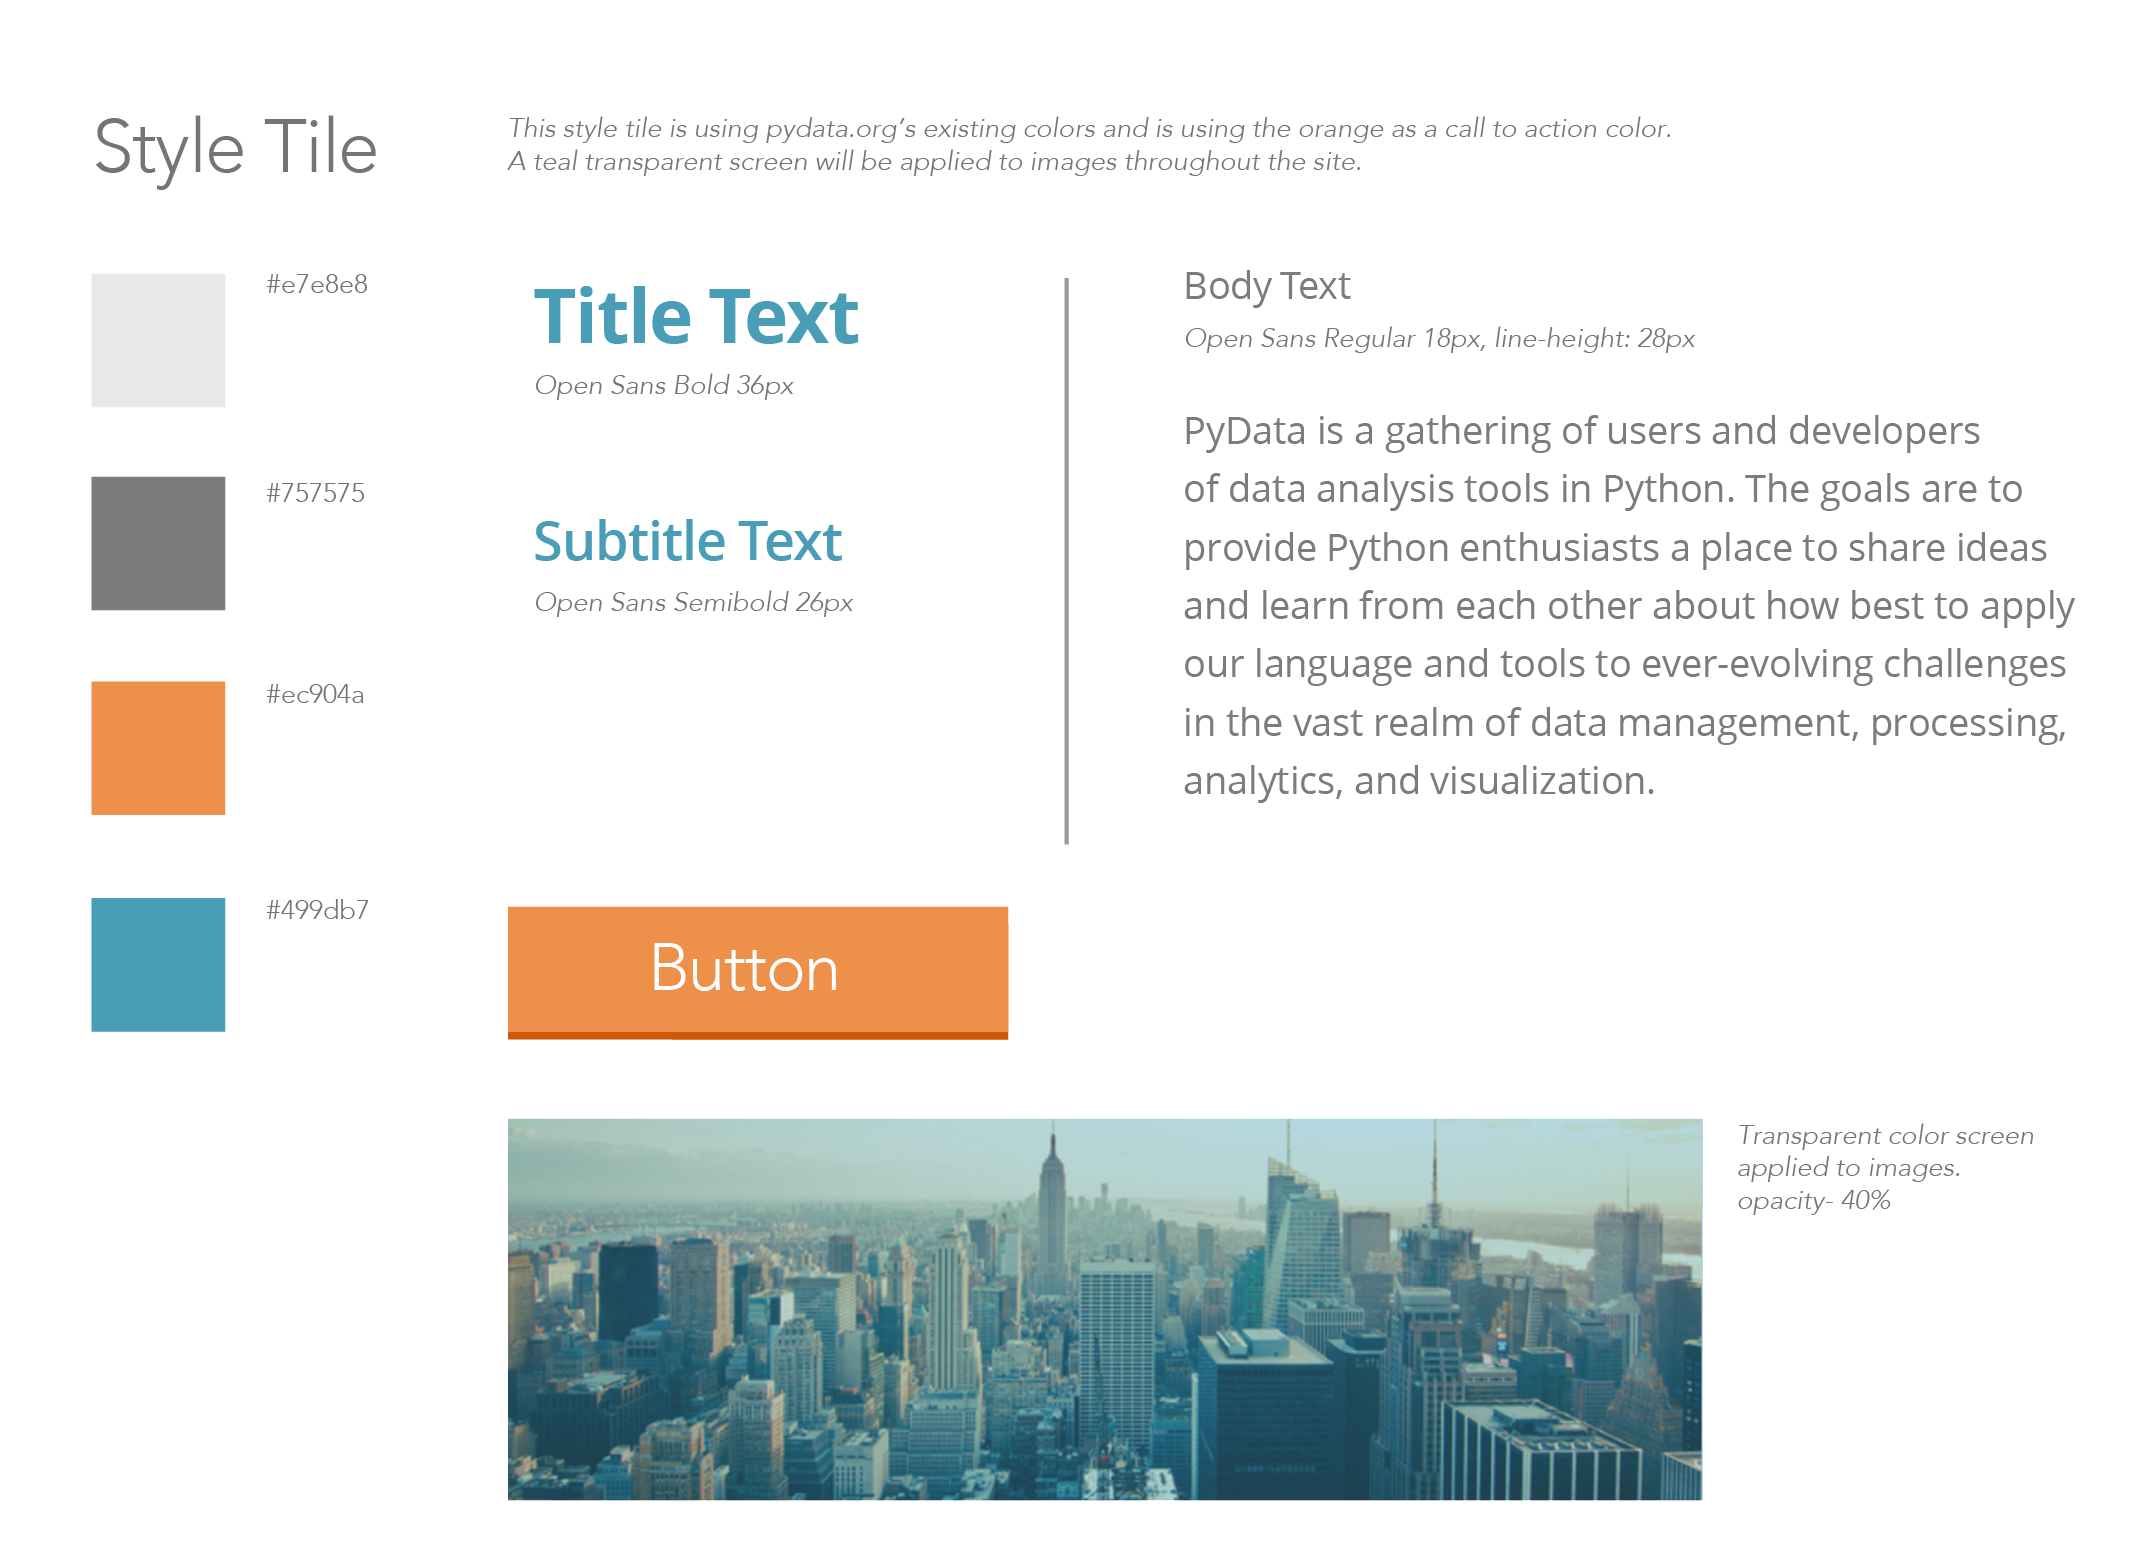 Style Tile
This style tile is using pydata.org’s existing colors and is using the orange as a call to action color.
A teal transparent screen will be applied to images throughout the site.
#e7e8e8
#757575
#ec904a
#499db7
Title Text
Open Sans Bold 36px
Subtitle Text
Open Sans Semibold 26px
Body Text
Open Sans Regular 18px, line-height: 28px
PyData is a gathering of users and developers
of data analysis tools in Python. The goals are to
provide Python enthusiasts a place to share ideas
and learn from each other about how best to apply
our language and tools to ever-evolving challenges
in the vast realm of data management, processing,
analytics, and visualization.
Button
Transparent color screen
applied to images.
opacity- 40%